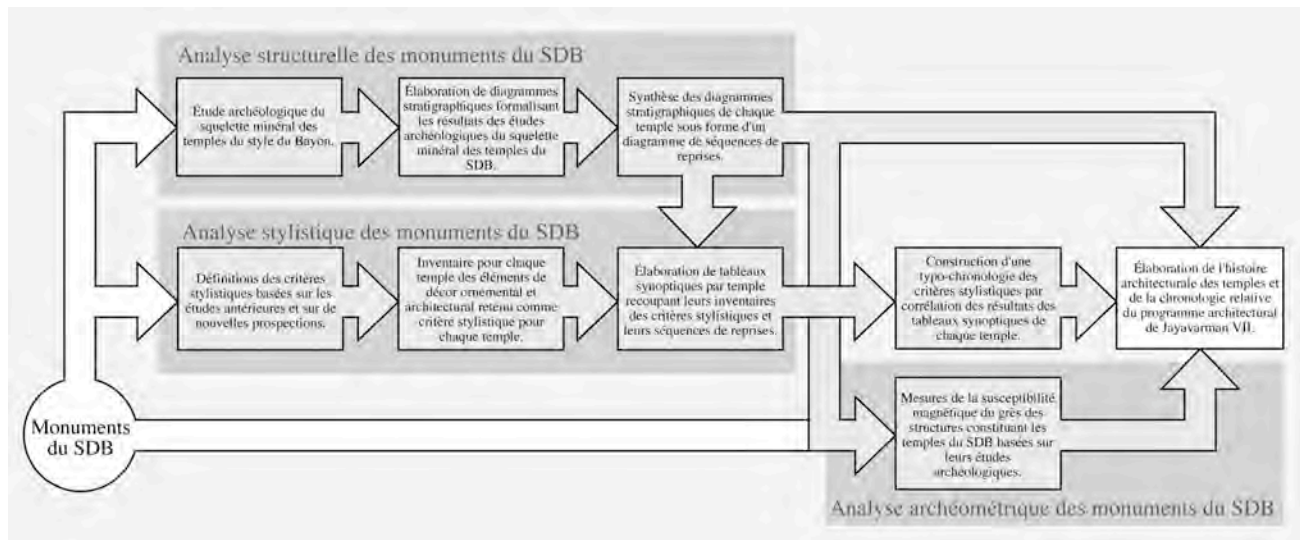 Analyse structurelle des monuments du SDB
Étude archéologique du
squelette minéral des
temples du style du Bayon.
Élaboration de diagrammes
stratigraphiques formalisant
les résultats des études
archéologiques du squelette
minéral des temples du
SDB.
Synthèse des diagrammes
stratigraphiques de chaque
temple sous forme d'un
diagramme de séquences de
reprises.
Analyse stylistique des monuments du SDB
Définitions des critères
stylistiques basées sur les
études antérieures et sur de
nouvelles prospections.
Inventaire pour chaque
temple des éléments de
décor ornemental et
architectural retenu comme
critère stylistique pour
chaque temple.
Élaboration de tableaux
synoptiques par temple
recoupant leurs inventaires
des critères stylistiques et
leurs séquences de reprises.
Construction d'une
typo-chronologie des
critères stylistiques par
corrélation des résultats des
tableaux synoptiques de
chaque temple.
Élaboration de l'histoire
architecturale des temples et
de la chronologie relative
du programme architectural
de Jayavarman VII.
Monuments
du SDB
Mesures de la susceptibilité
magnétique du grès des
structures constituant les
temples du SDB basées sur
leurs études
archéologiques.
Analyse archéométrique des monuments du SDB